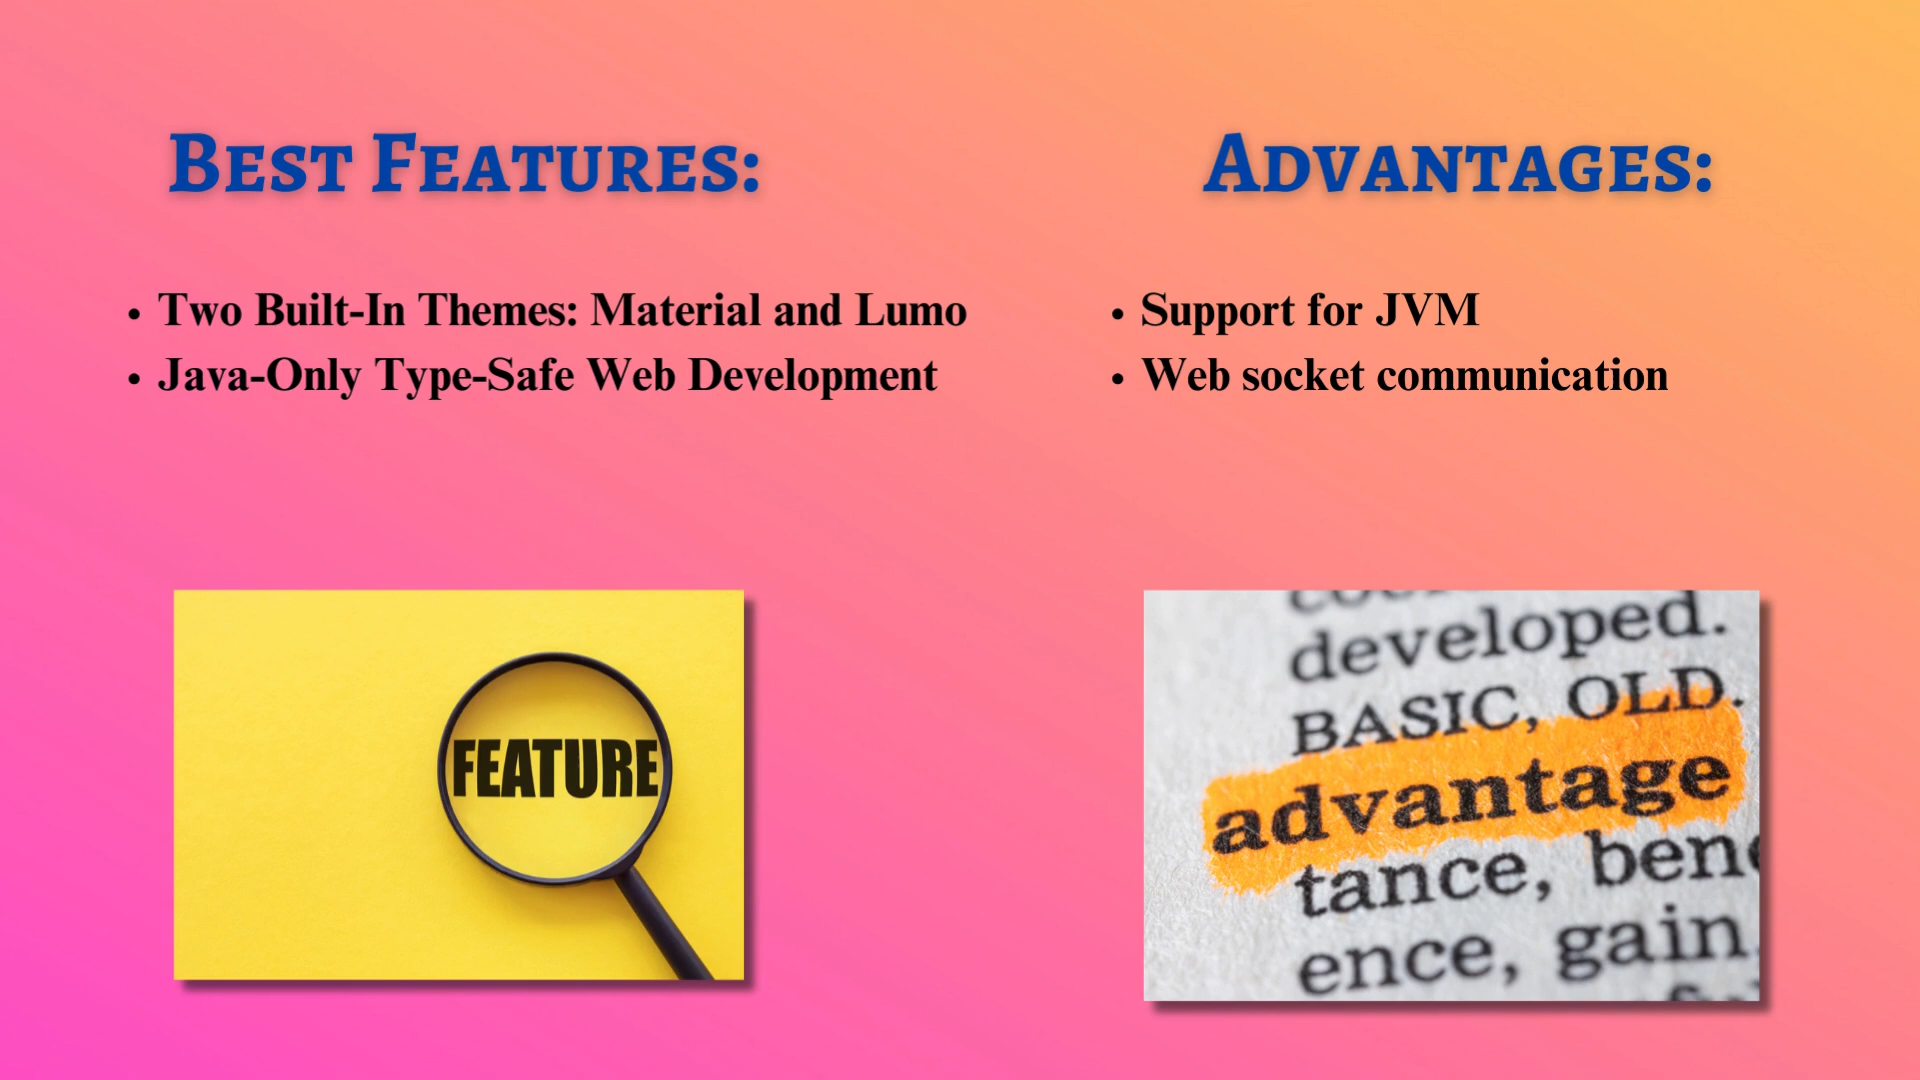 Best Features:
• Two Built-In Themes: Material and Lumo
• Java-Only Type-Safe Web Development
Advantages:
• Support for JVM
• Web socket communication
FEATURE
developed.
BASIC, OLD.
advantage
tance, bene
ence, gain